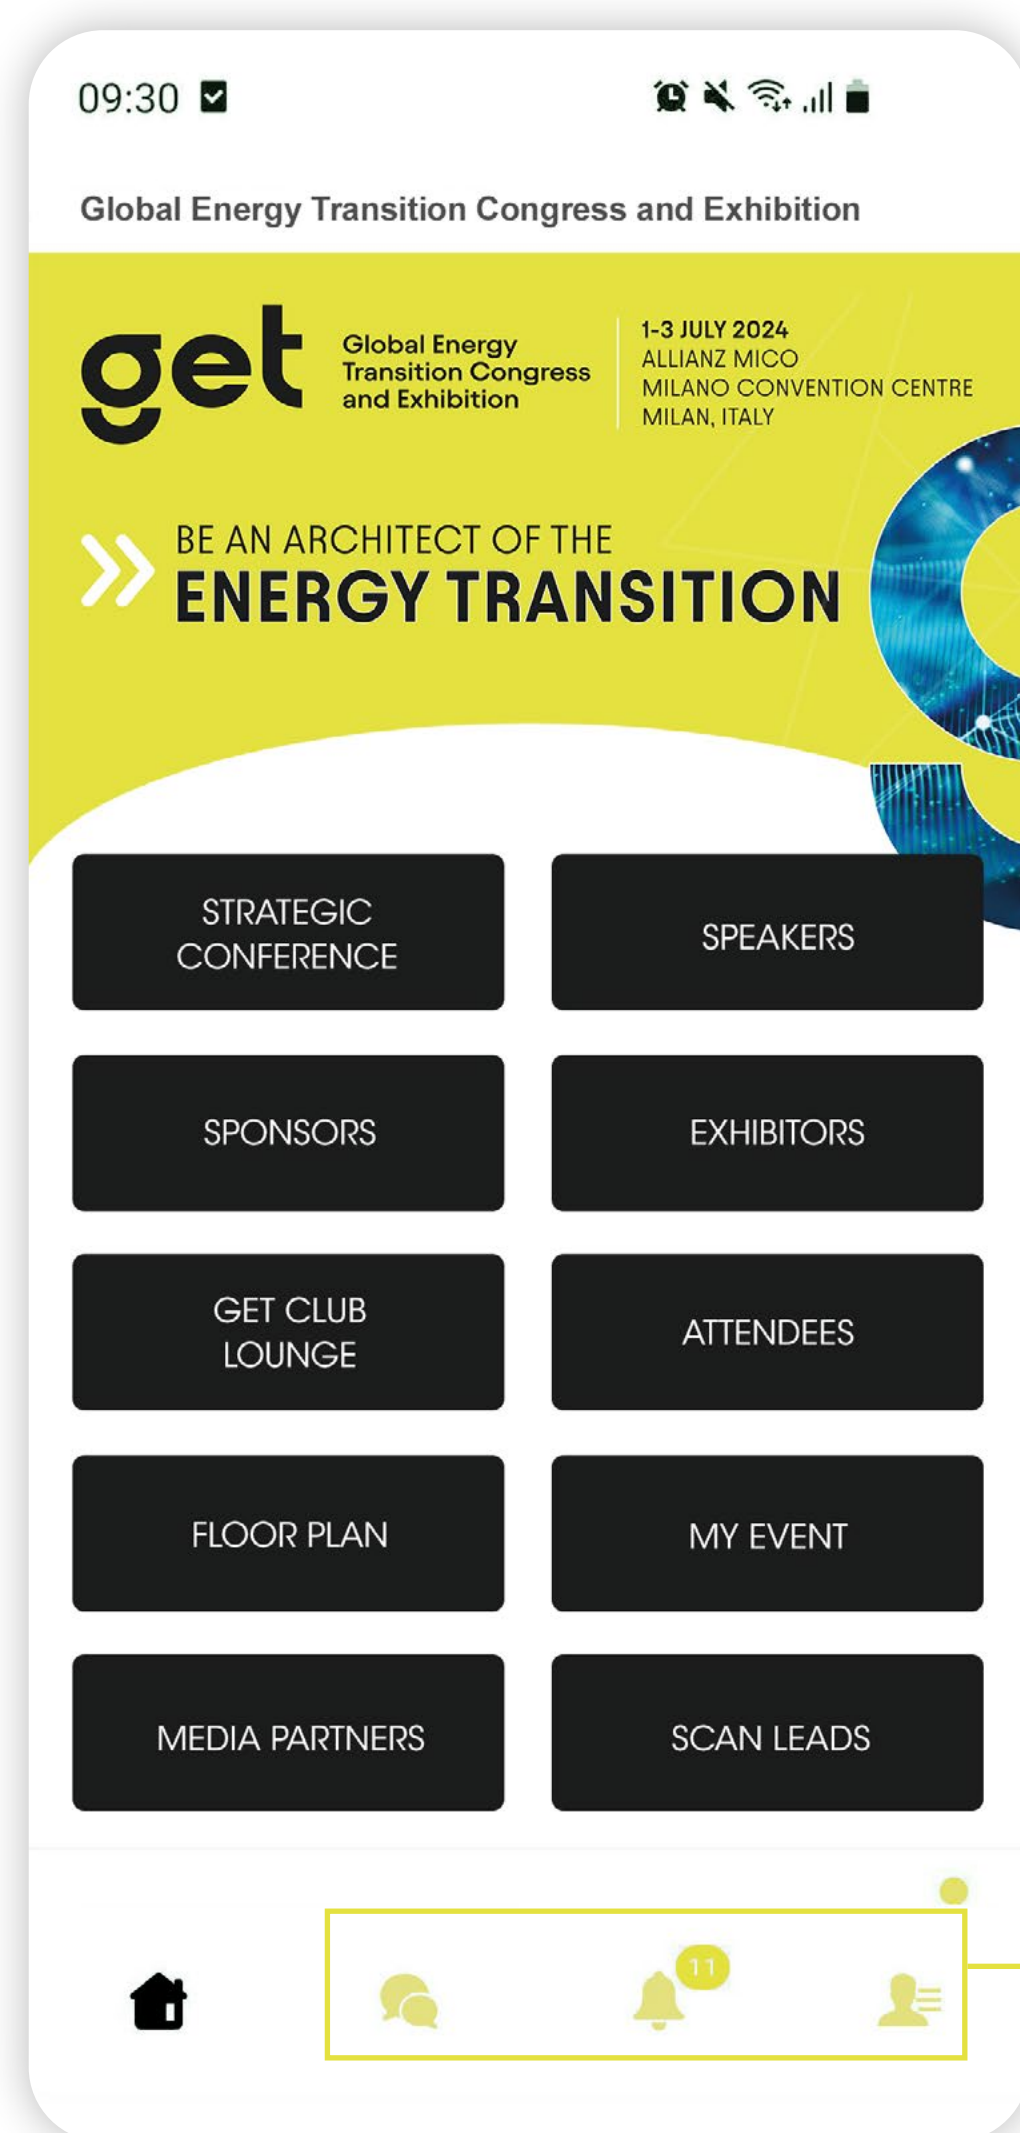 09:30
Global Energy Transition Congress and Exhibition
get
Global Energy
Transition Congress
and Exhibition
1-3 JULY 2024
ALLIANZ MICO
MILANO CONVENTION CENTRE
MILAN, ITALY
BE AN ARCHITECT OF THE
ENERGY TRANSITION
STRATEGIC
CONFERENCE
SPEAKERS
SPONSORS
EXHIBITORS
GET CLUB
LOUNGE
ATTENDEES
FLOOR PLAN
MY EVENT
MEDIA PARTNERS
SCAN LEADS
11